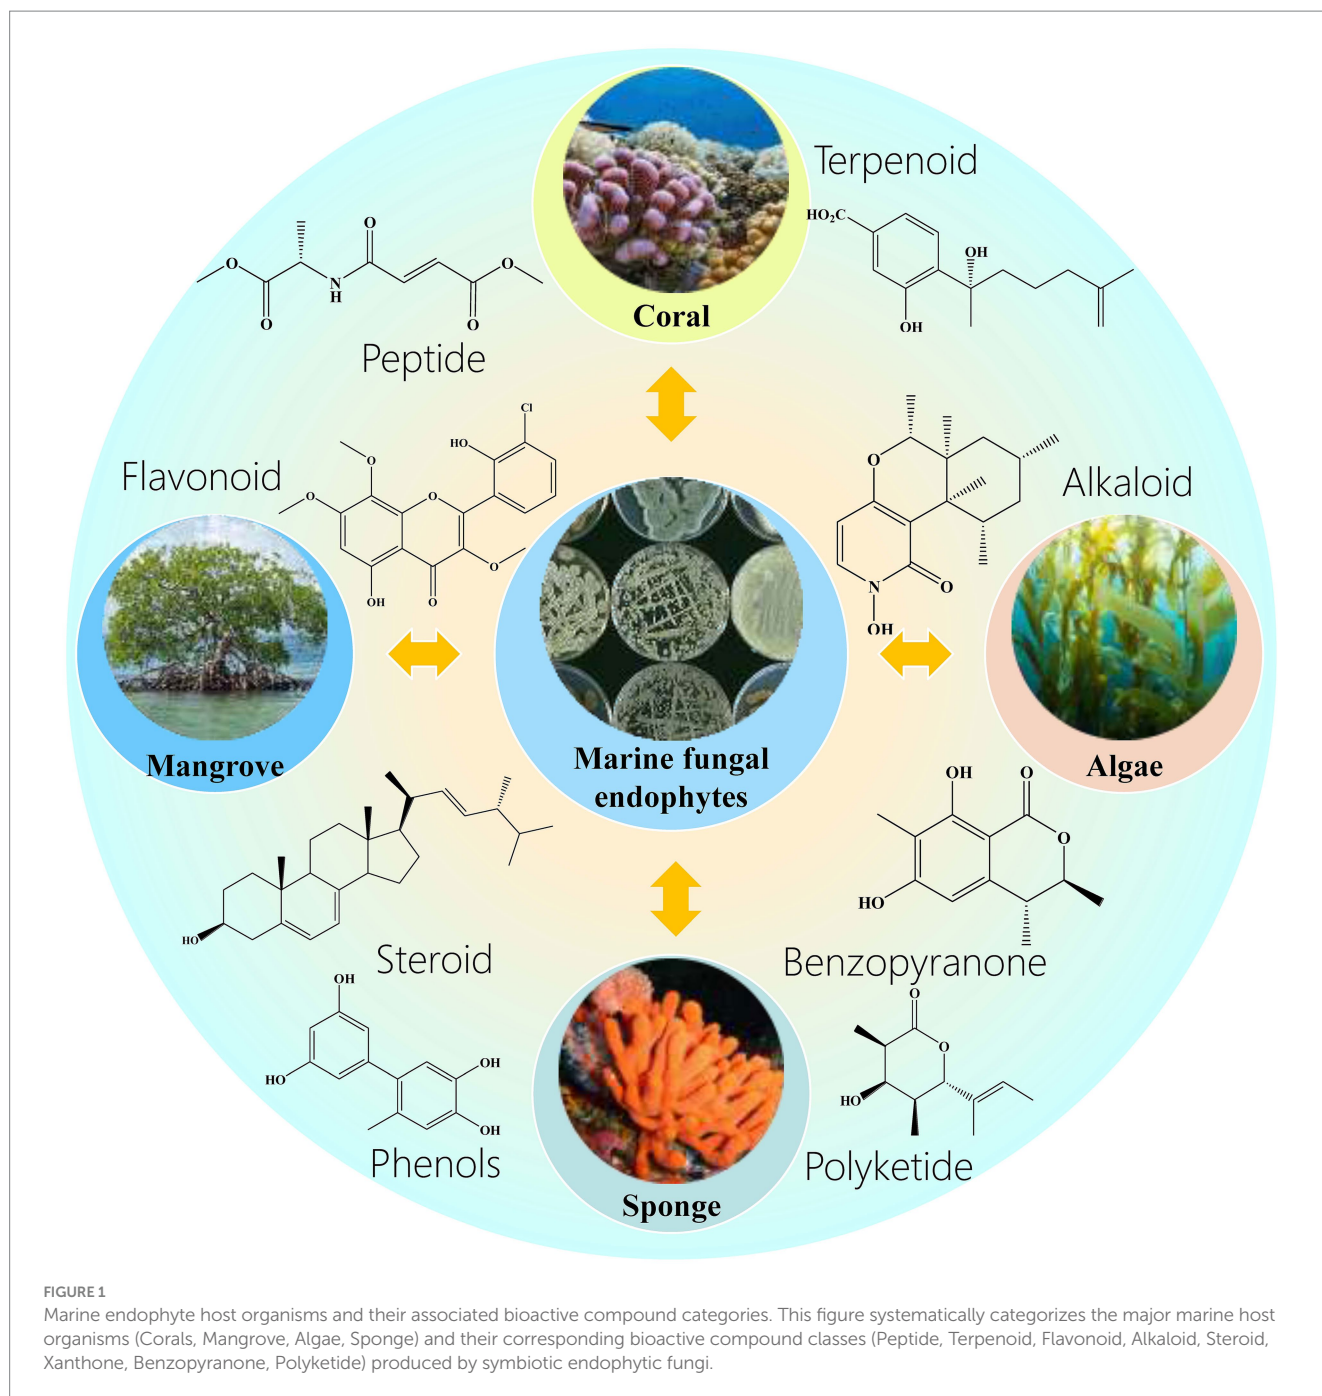 Terpenoid
HO₂C
OH
OH
O
O
N
H
O
O
O
Coral
Peptide
Cl
HO
O
O
O
O
O
OH
Flavonoid
O
N
O
OH
Alkaloid
Mangrove
Marine fungal
endophytes
Algae
HO
Steroid
OH
O
O
HO
Benzopyranone
OH
HO
OH
OH
Phenols
O
O
HO
Polyketide
Sponge
FIGURE 1
Marine endophyte host organisms and their associated bioactive compound categories. This figure systematically categorizes the major marine host
organisms (Corals, Mangrove, Algae, Sponge) and their corresponding bioactive compound classes (Peptide, Terpenoid, Flavonoid, Alkaloid, Steroid,
Xanthone, Benzopyranone, Polyketide) produced by symbiotic endophytic fungi.